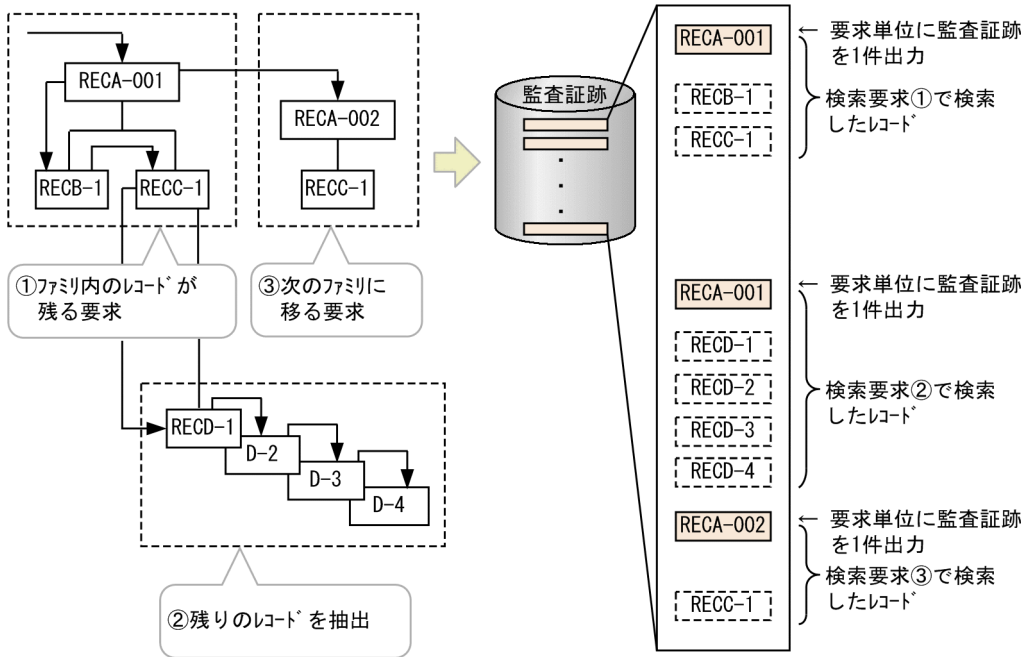 RECA-001
RECB-1
RECC-1
RECA-002
RECC-1
①ﾌｧﾐﾘ内のﾚｺｰﾄﾞが
残る要求
③次のﾌｧﾐﾘに
移る要求
RECD-1
D-2
D-3
D-4
②残りのﾚｺｰﾄﾞを抽出
監査証跡
・
・
・
RECA-001
← 要求単位に監査証跡
を1件出力
RECB-1
RECC-1
検索要求①で検索
したﾚｺｰﾄﾞ
RECA-001
← 要求単位に監査証跡
を1件出力
RECD-1
RECD-2
RECD-3
RECD-4
検索要求②で検索
したﾚｺｰﾄﾞ
RECA-002
← 要求単位に監査証跡
を1件出力
RECC-1
検索要求③で検索
したﾚｺｰﾄﾞ